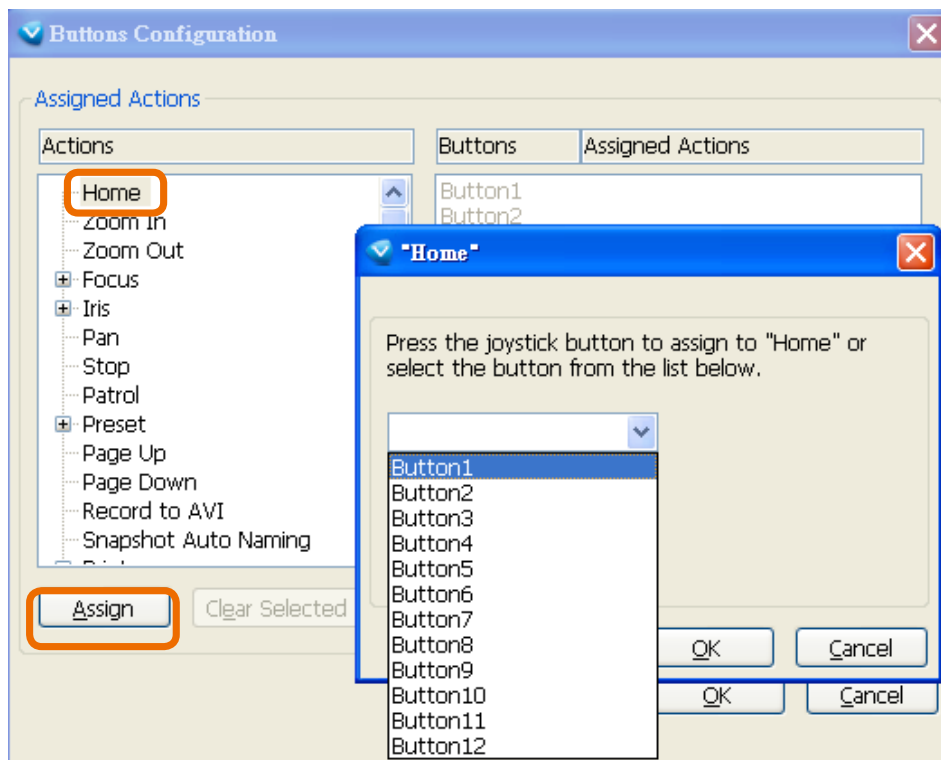 Buttons Configuration
Assigned Actions
Actions
Buttons
Assigned Actions
Home
Zoom In
Zoom Out
Focus
Iris
Pan
Stop
Patrol
Preset
Page Up
Page Down
Record to AVI
Snapshot Auto Naming
Button1
Button2
Assign
Clear Selected
"Home"
Press the joystick button to assign to "Home" or
select the button from the list below.
Button1
Button2
Button3
Button4
Button5
Button6
Button7
Button8
Button9
Button10
Button11
Button12
OK
Cancel
OK
Cancel